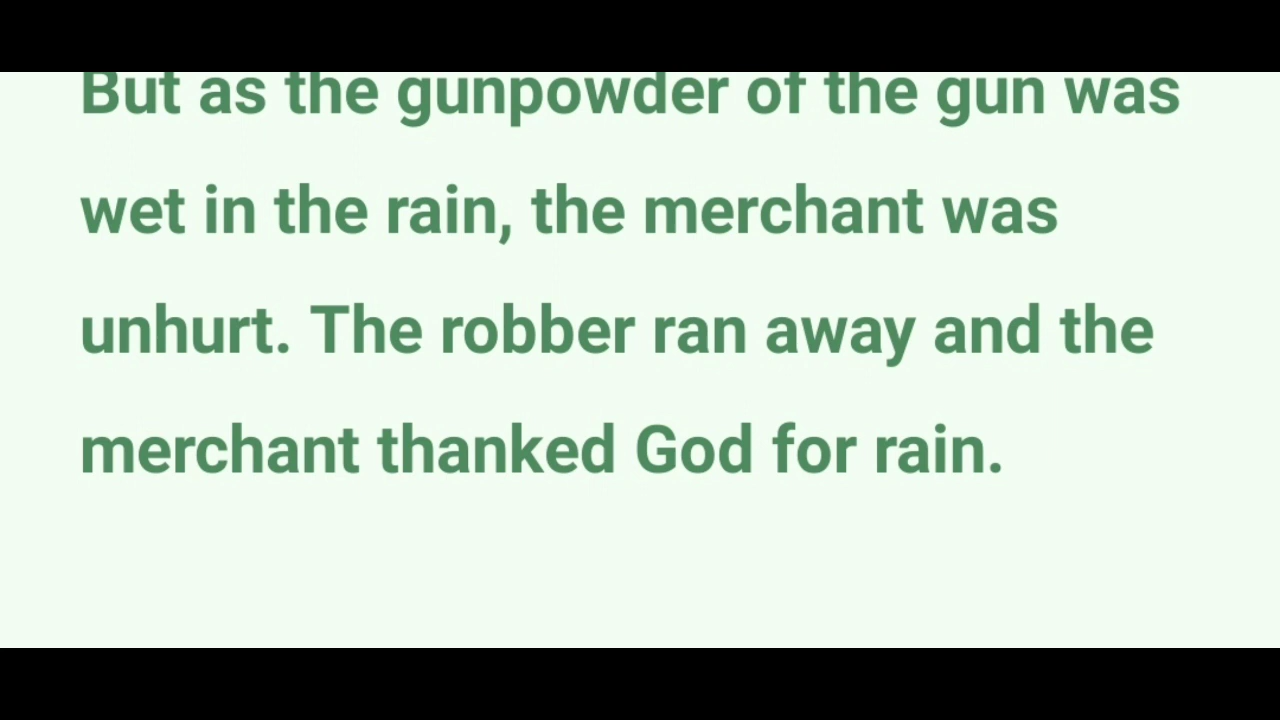 But as the gunpowder of the gun was
wet in the rain, the merchant was
unhurt. The robber ran away and the
merchant thanked God for rain.